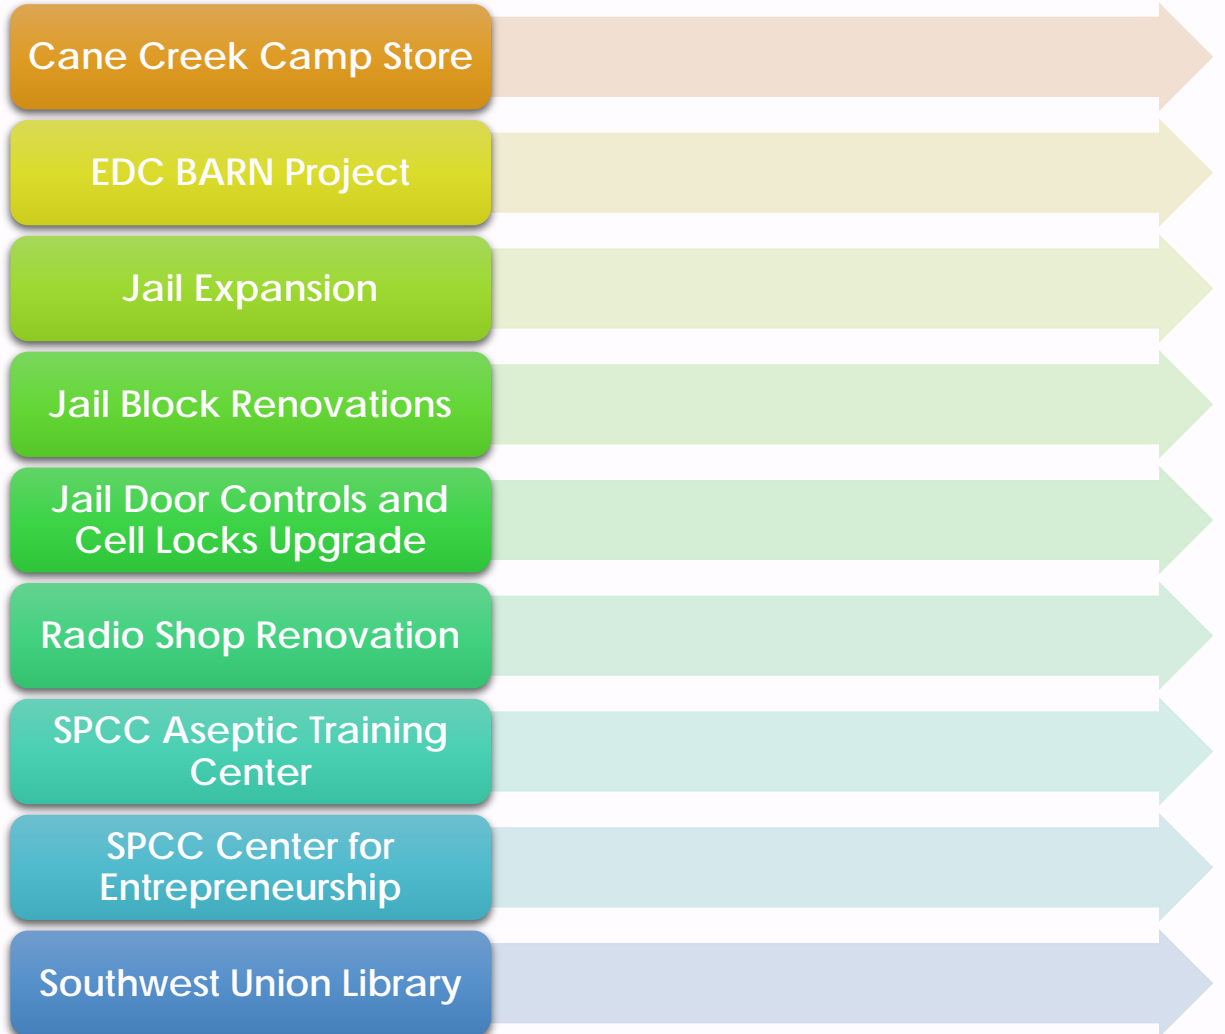 Cane Creek Camp Store
EDC BARN Project
Jail Expansion
Jail Block Renovations
Jail Door Controls and
Cell Locks Upgrade
Radio Shop Renovation
SPCC Aseptic Training
Center
SPCC Center for
Entrepreneurship
Southwest Union Library